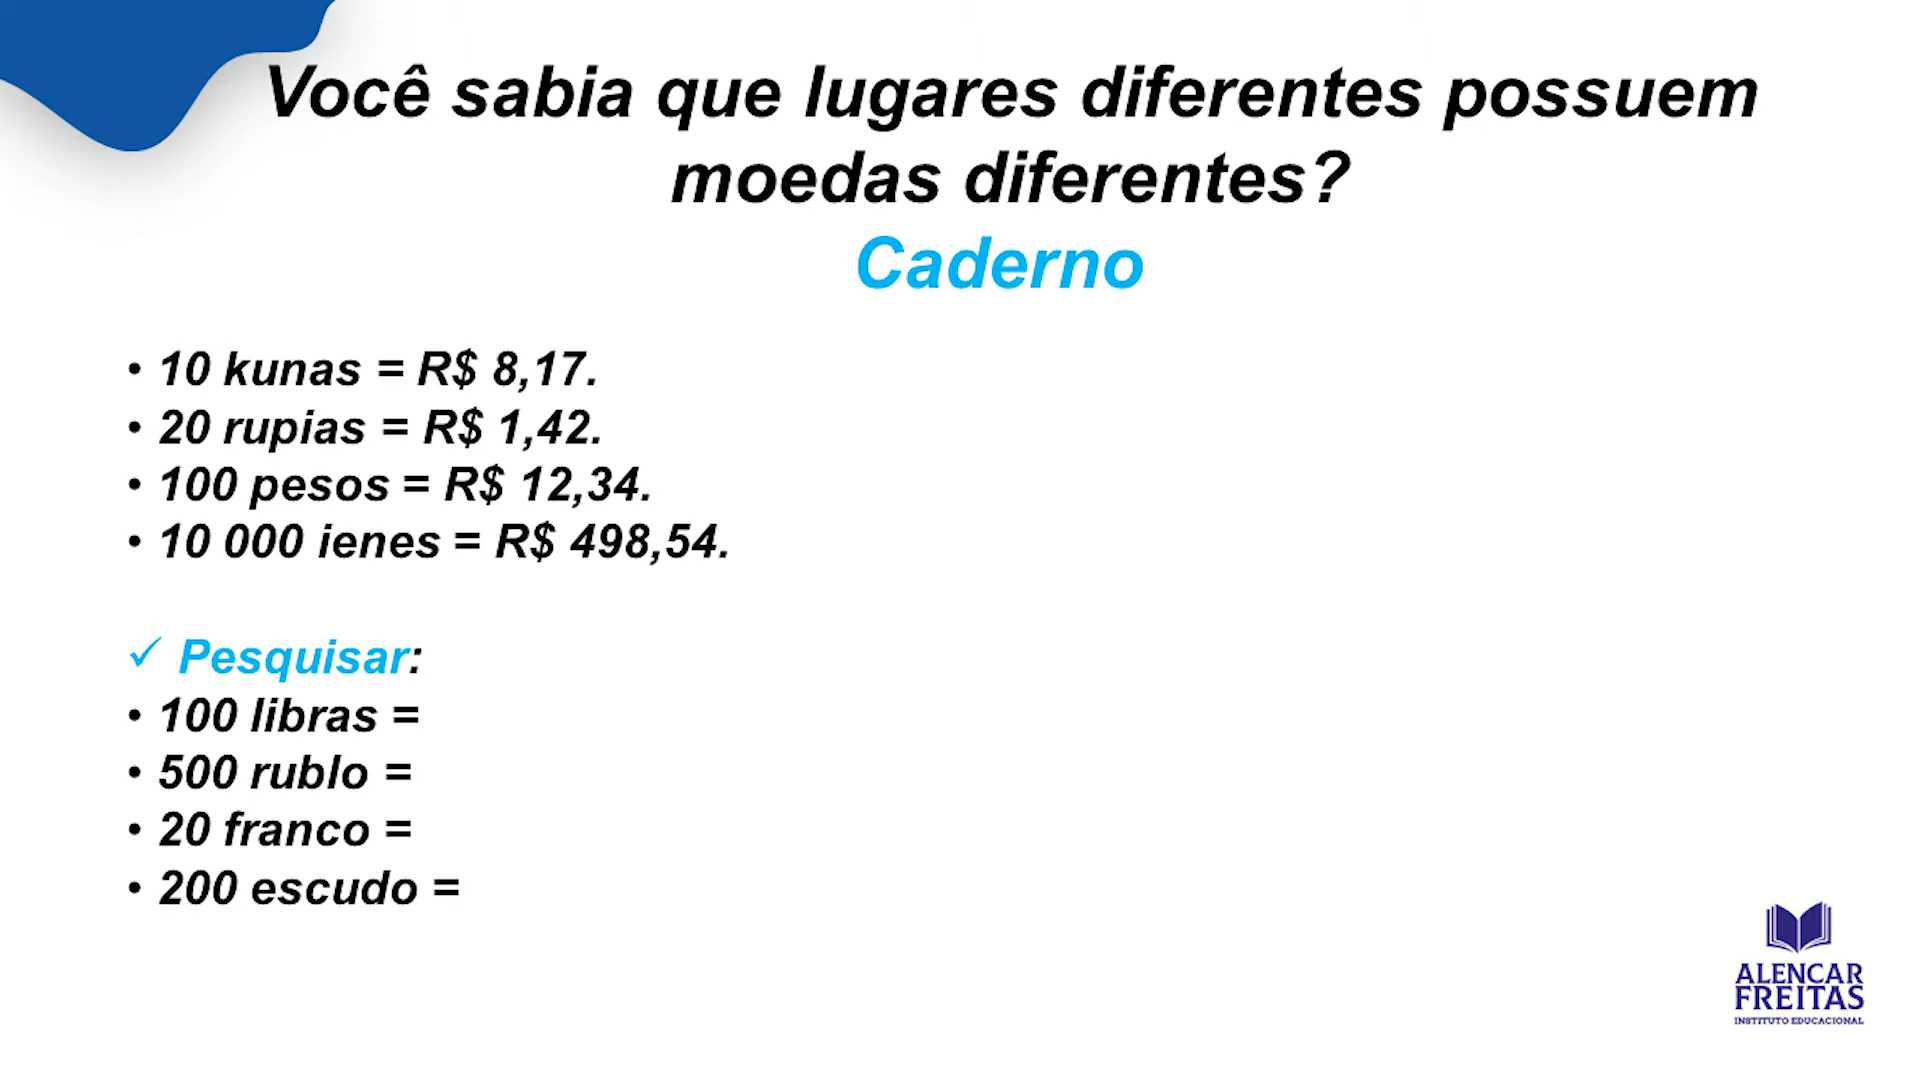 Você sabia que lugares diferentes possuem
moedas diferentes?
Caderno
• 10 kunas = R$ 8,17.
• 20 rupias = R$ 1,42.
• 100 pesos = R$ 12,34.
• 10 000 ienes = R$ 498,54.
✓ Pesquisar:
• 100 libras =
• 500 rublo =
• 20 franco =
• 200 escudo =
ALENCAR
FREITAS
INSTITUTO EDUCACIONAL